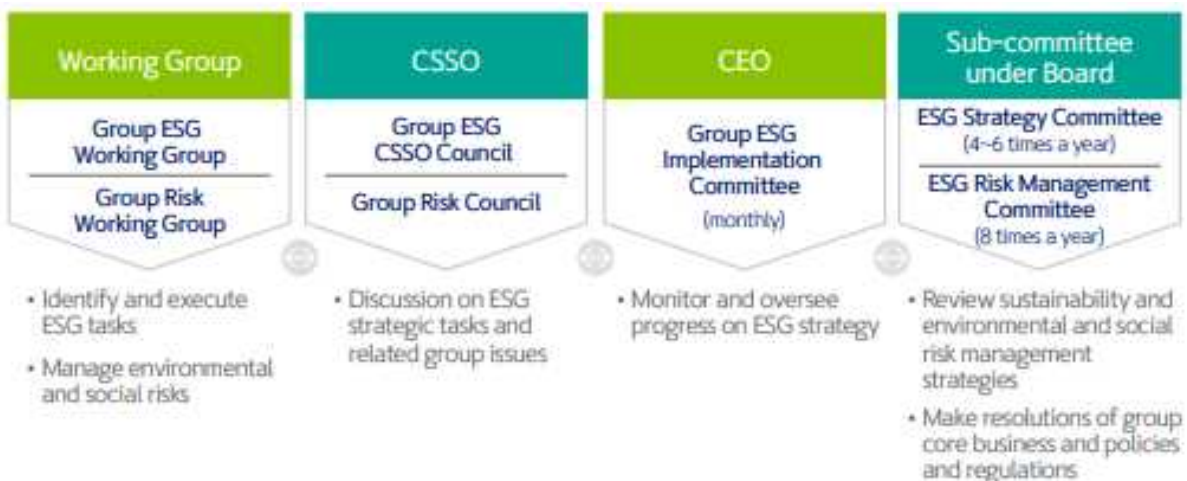 Working Group
Group ESG
Working Group
Group Risk
Working Group
• Identify and execute
ESG tasks
• Manage environmental
and social risks
CSSO
Group ESG
CSSO Council
Group Risk Council
• Discussion on ESG
strategic tasks and
related group issues
CEO
Group ESG
Implementation
Committee
(monthly)
• Monitor and oversee
progress on ESG strategy
Sub-committee
under Board
ESG Strategy Committee
(4~6 times a year)
ESG Risk Management
Committee
(8 times a year)
• Review sustainability and
environmental and social
risk management
strategies
• Make resolutions of group
core business and policies
and regulations